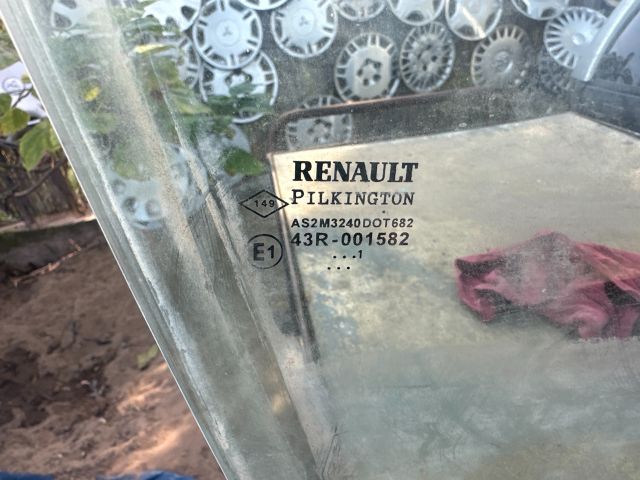 RENAULT
PILKINGTON
149
AS2M3240DOT682
43R-001582
E1
...1
...